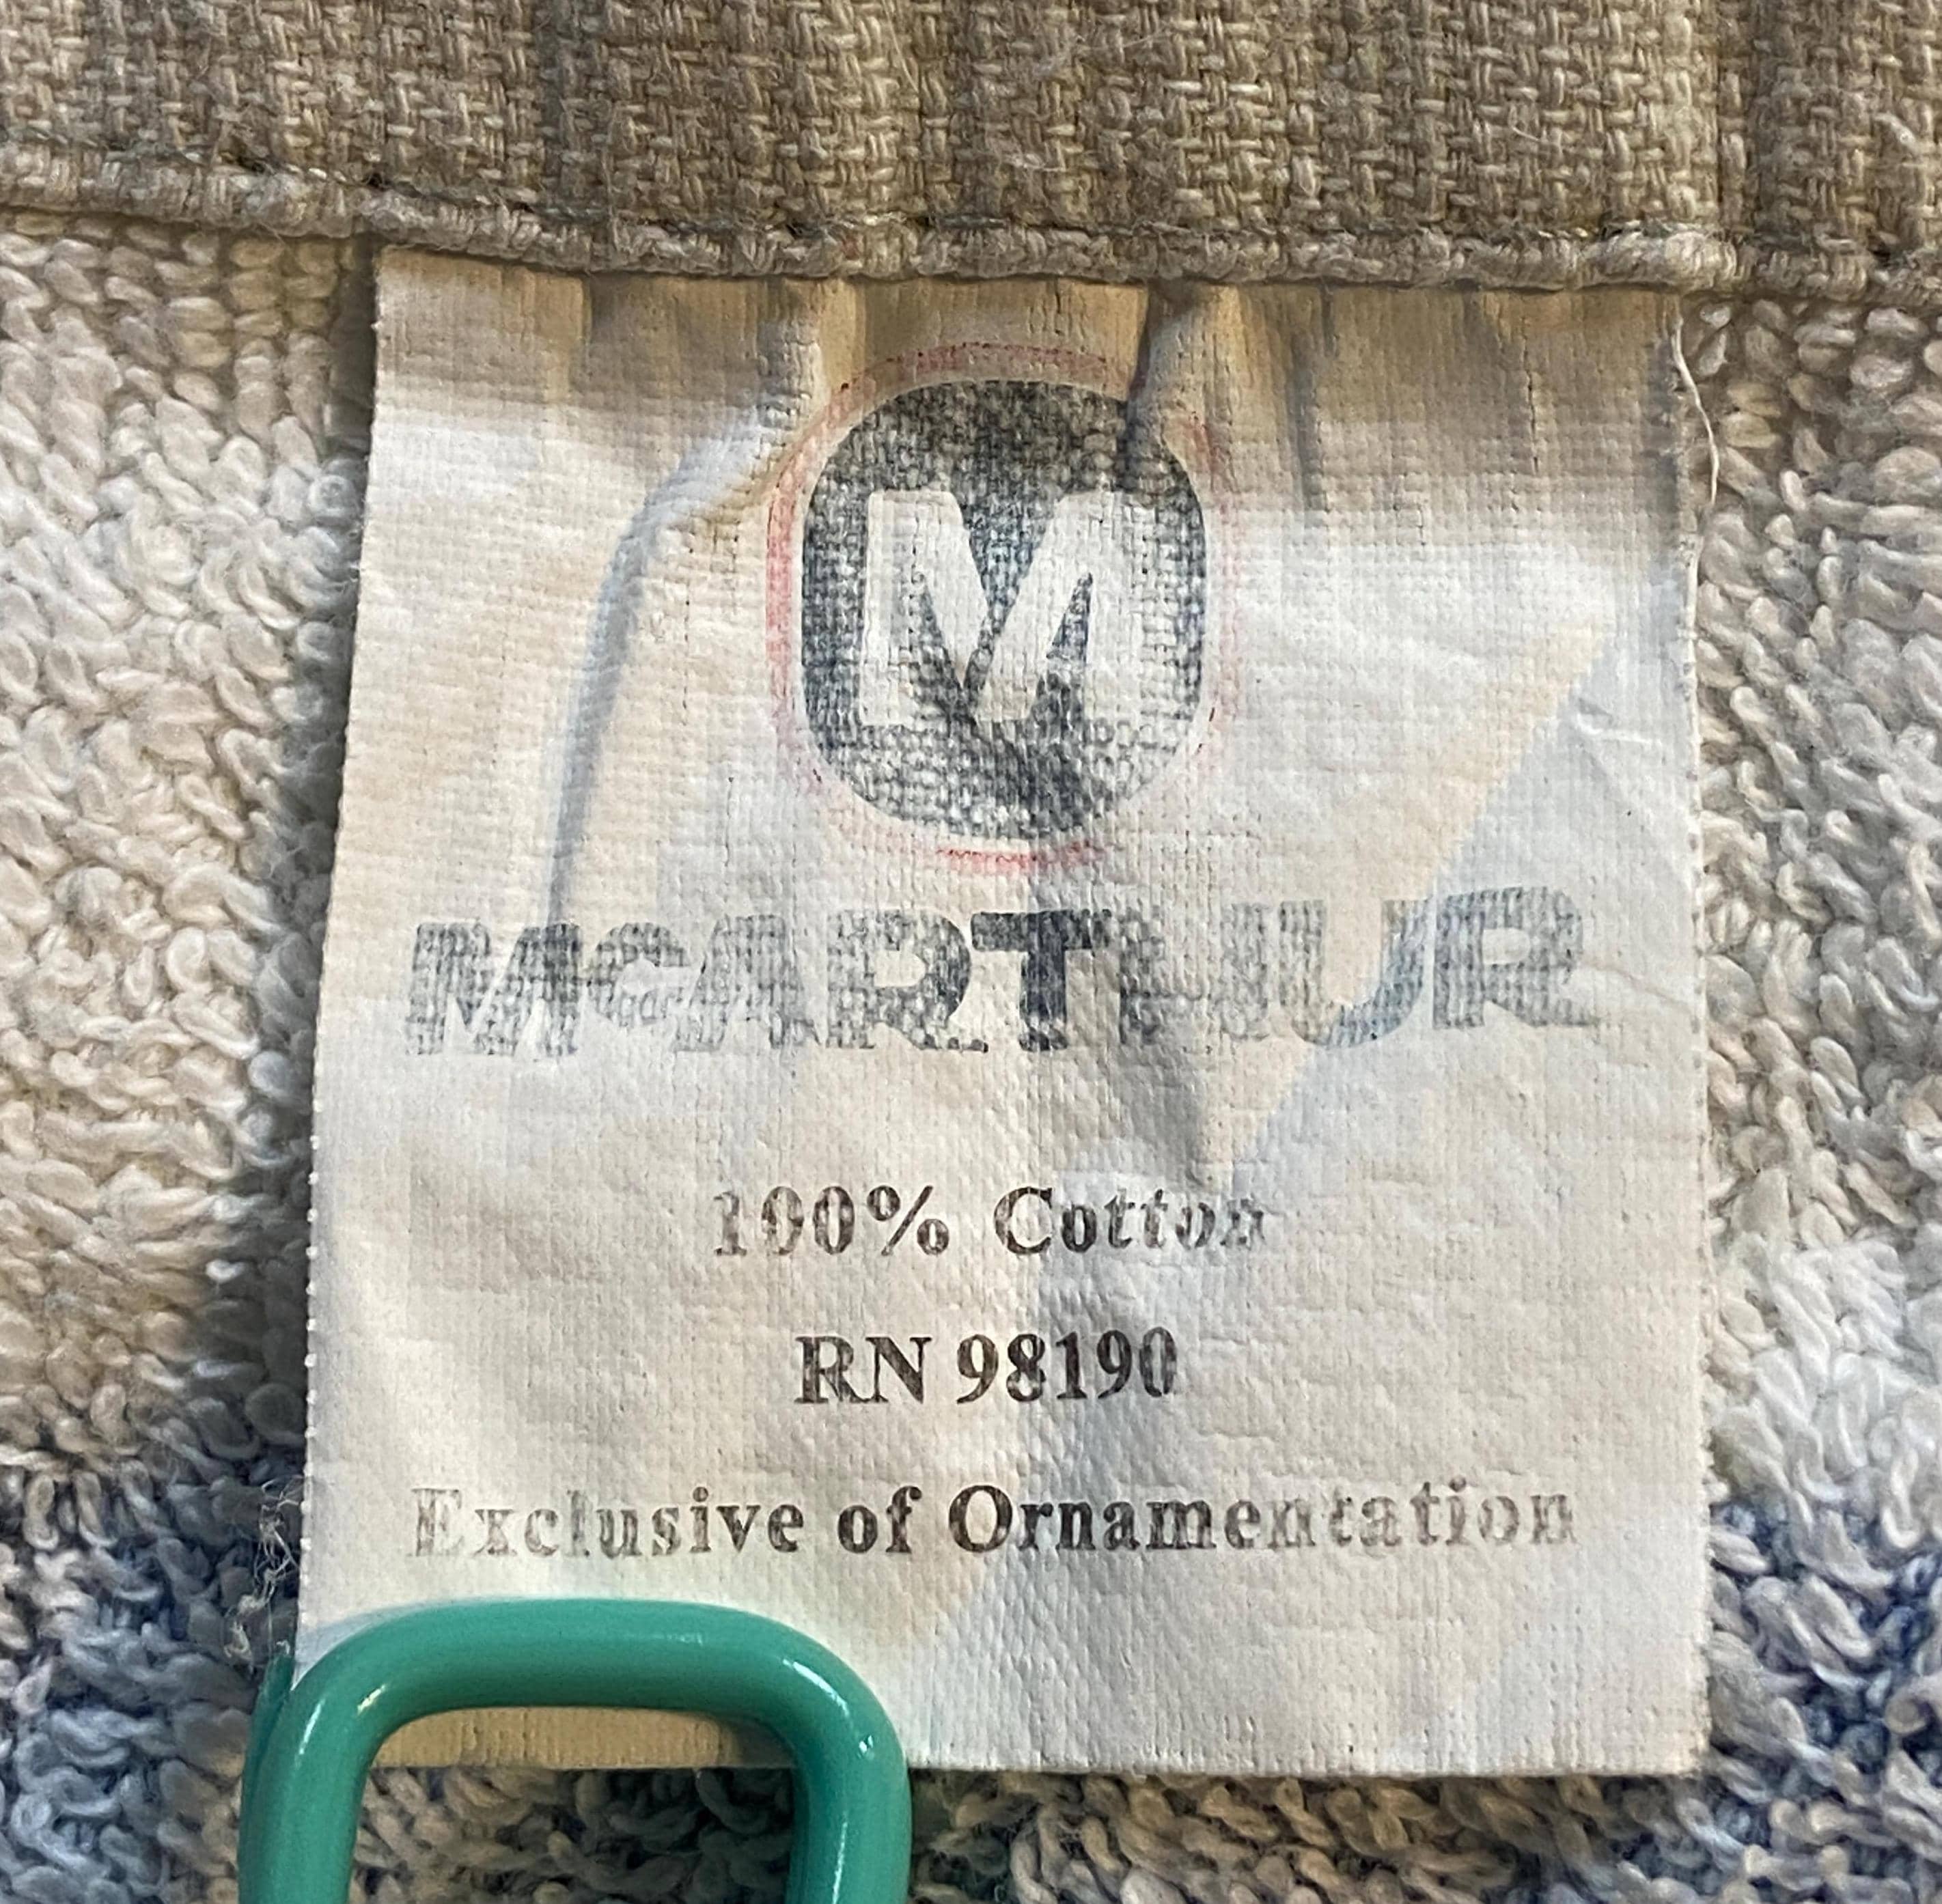 M
McARTHUR
100% Cotton
RN 98190
Exclusive of Ornamentation